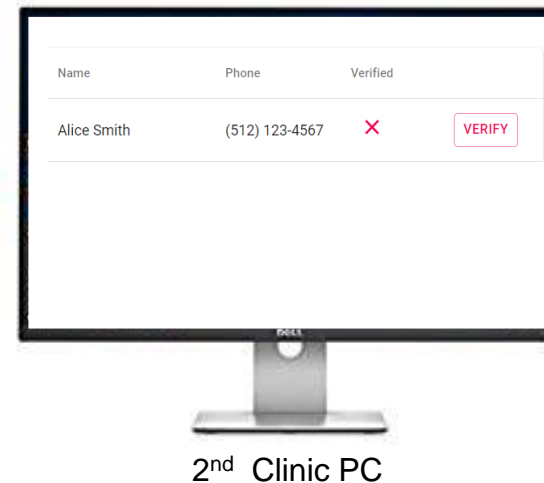 Name Phone Verified
Alice Smith (512) 123-4567 ✕ VERIFY
DELL
2nd Clinic PC